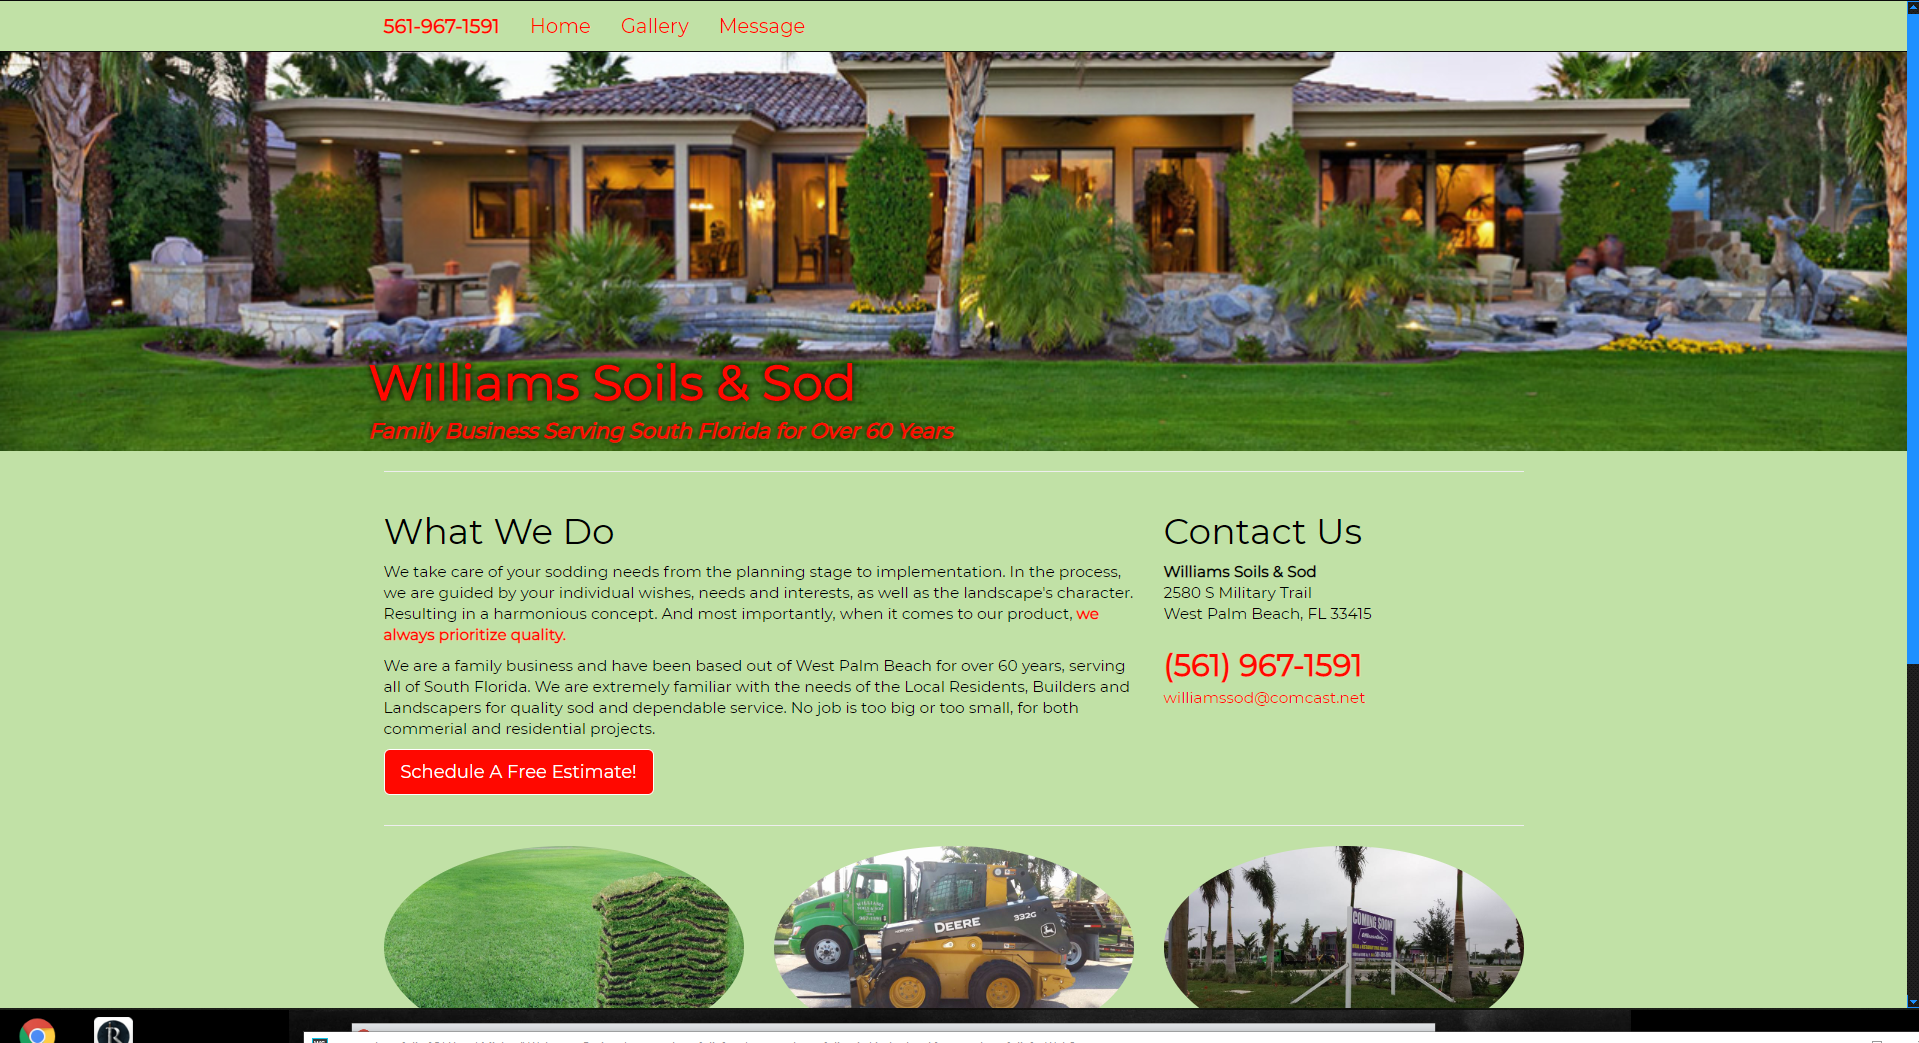 561-967-1591 Home Gallery Message
Williams Soils & Sod
Family Business Serving South Florida for Over 60 Years
What We Do
We take care of your sodding needs from the planning stage to implementation. In the process,
we are guided by your individual wishes, needs and interests, as well as the landscape's character.
Resulting in a harmonious concept. And most importantly, when it comes to our product, we
always prioritize quality.
We are a family business and have been based out of West Palm Beach for over 60 years, serving
all of South Florida. We are extremely familiar with the needs of the Local Residents, Builders and
Landscapers for quality sod and dependable service. No job is too big or too small, for both
commerial and residential projects.
Schedule A Free Estimate!
Contact Us
Williams Soils & Sod
2580 S Military Trail
West Palm Beach, FL 33415
(561) 967-1591
williamssod@comcast.net
DEERE
332G
COMING SOON!